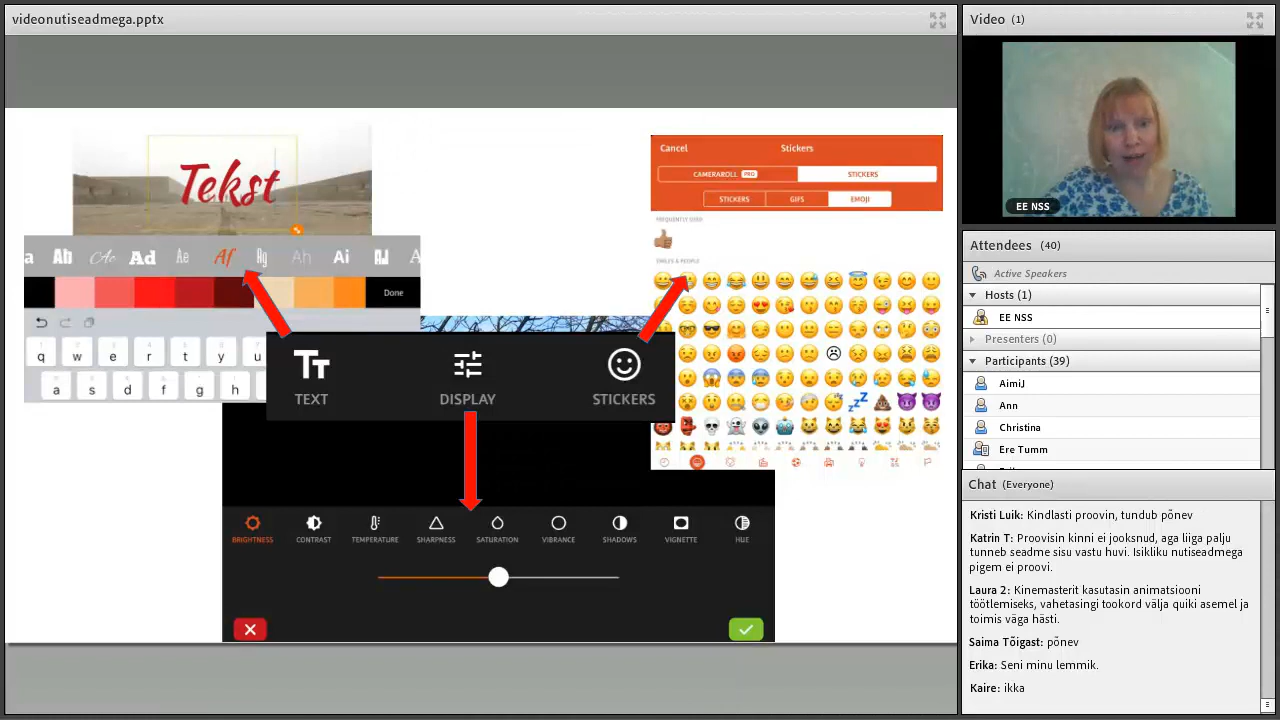 videonutiseadmega.pptx
Tekst
a Ab Ac Ad Ae Af Ag Ah Ai AJ A
Done
q w e r t y u
a s d f g h
TEXT
DISPLAY
STICKERS
Cancel
Stickers
CAMERAROLL PRO
STICKERS
STICKERS
GIFS
EMOJI
FREQUENTLY USED
SMILES & PEOPLE
BRIGHTNESS
CONTRAST
TEMPERATURE
SHARPNESS
SATURATION
VIBRANCE
SHADOWS
VIGNETTE
HUE
Video (1)
EE NSS
Attendees (40)
Active Speakers
Hosts (1)
EE NSS
Presenters (0)
Participants (39)
AimiJ
Ann
Christina
Ere Tumm
Chat (Everyone)
Kristi Luik: Kindlasti proovin, tundub põnev
Katrin T: Proovisin kinni ei jooksnud, aga liiga palju
tunneb seadme sisu vastu huvi. Isikliku nutiseadmega
pigem ei proovi.
Laura 2: Kinemasterit kasutasin animatsiooni
töötlemiseks, vahetasingi tookord välja quiki asemel ja
toimis väga hästi.
Saima Tõigast: põnev
Erika: Seni minu lemmik.
Kaire: ikka